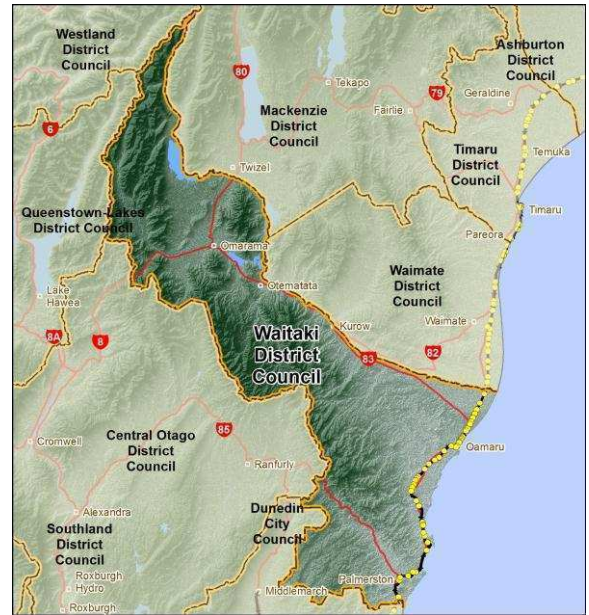 Westland
District
Council
Ashburton
District
Council
80
Tekapo
79
Geraldine
Fairlie
Mackenzie
District
Council
6
Timaru
District
Council
Temuka
Twizel
Queenstown-Lakes
District Council
Timaru
Pareora
Omarama
Waimate
District
Council
Otematata
Lake
Hawea
Waitaki
District
Council
Kurow
Waimate
8A
8
83
82
85
Oamaru
Cromwell
Central Otago
District
Council
Ranfurly
Alexandra
Dunedin
City
Council
Southland
District
Council
Roxburgh
Hydro
Roxburgh
Middlemarch
Palmerston